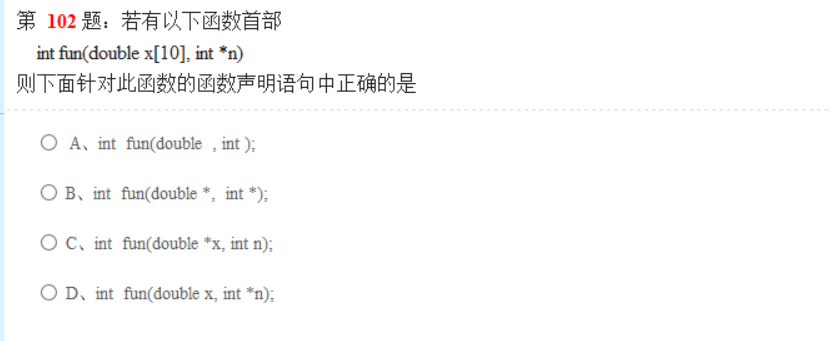 第 102 题：若有以下函数首部
int fun(double x[10], int *n)
则下面针对此函数的函数声明语句中正确的是
A、int fun(double , int );
B、int fun(double *, int *);
C、int fun(double *x, int n);
D、int fun(double x, int *n);